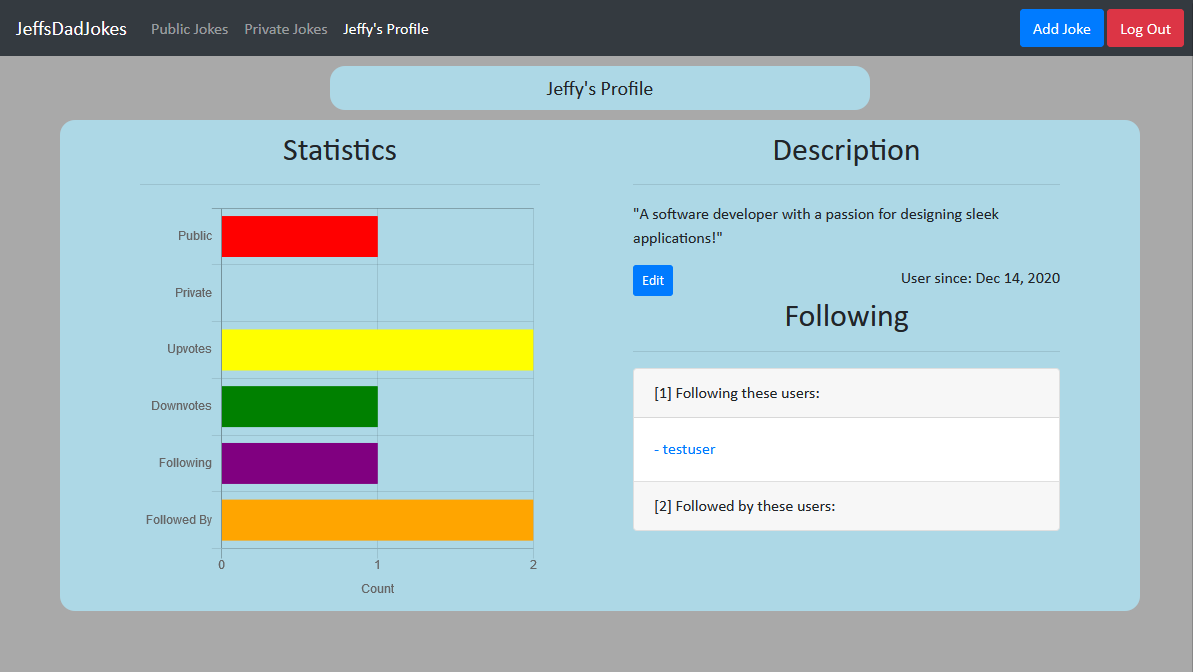 JeffsDadJokes Public Jokes Private Jokes Jeffy's Profile Add Joke Log Out
Jeffy's Profile
Statistics
Public
Private
Upvotes
Downvotes
Following
Followed By
0 1 2
Count
Description
"A software developer with a passion for designing sleek
applications!"
Edit User since: Dec 14, 2020
Following
[1] Following these users:
- testuser
[2] Followed by these users: